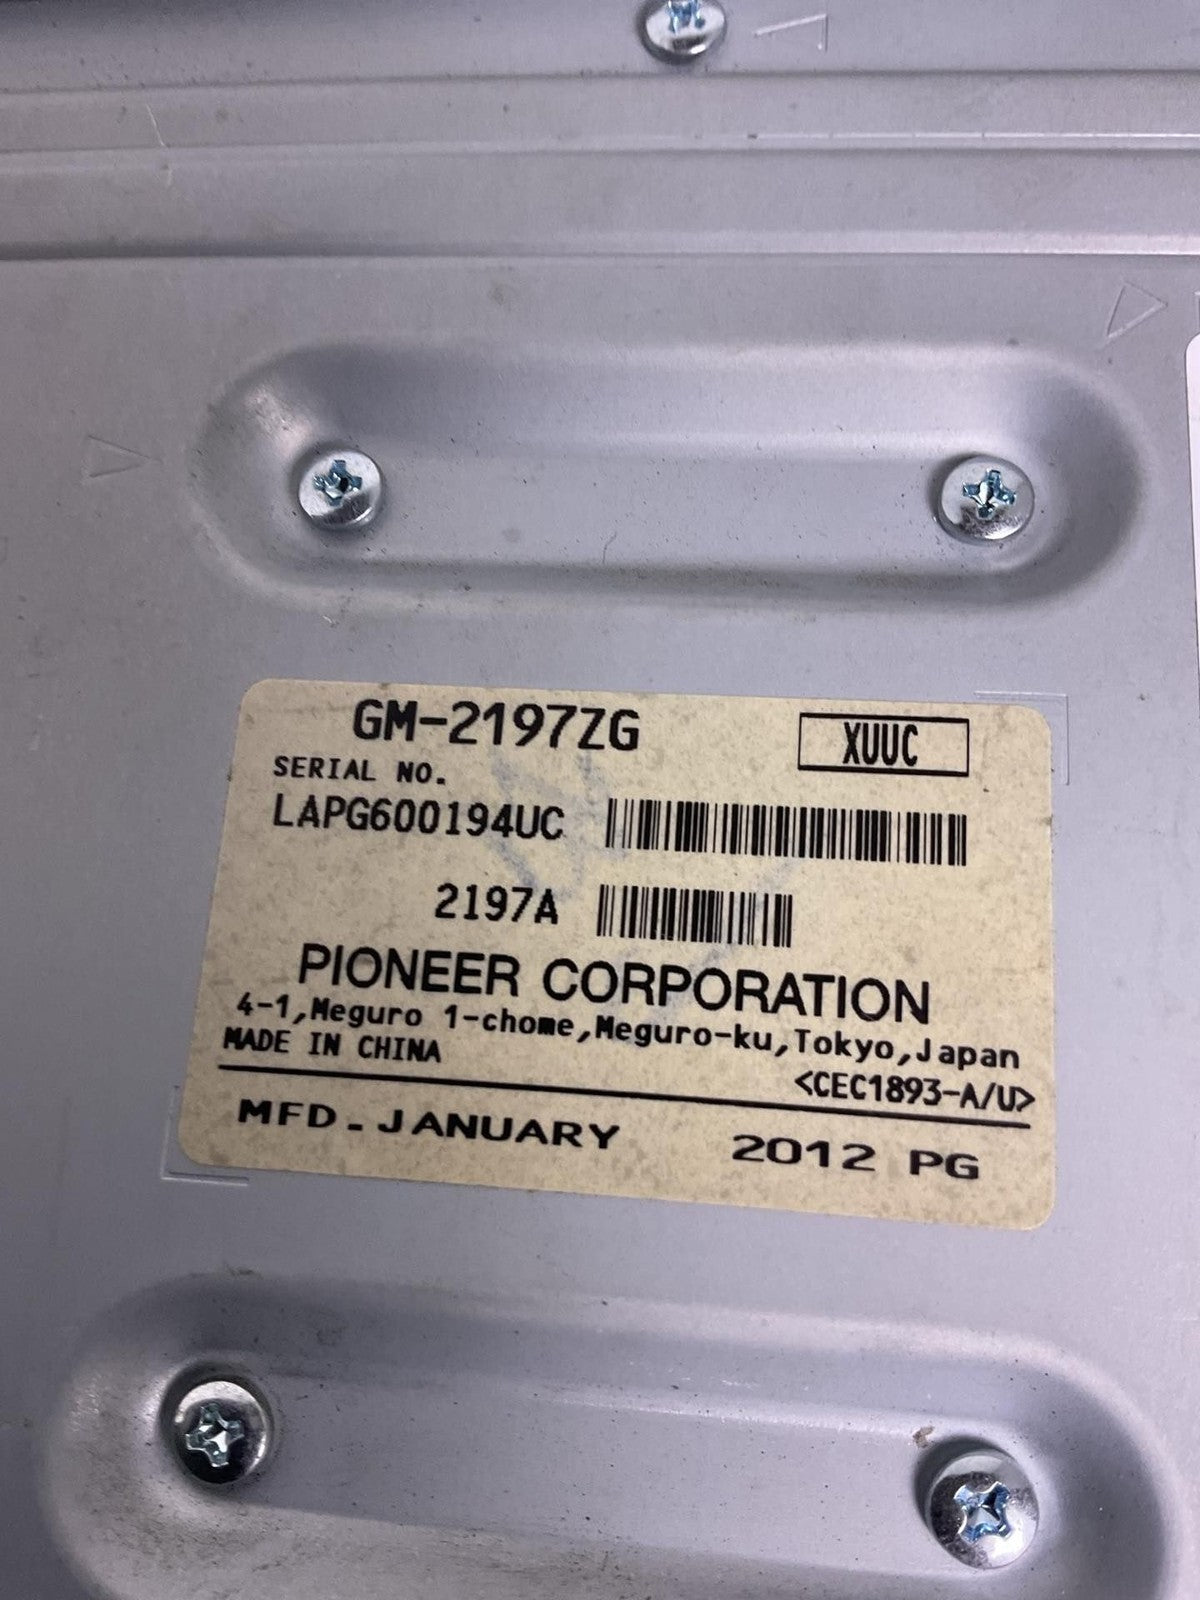 GM-2197ZG
XUUC
SERIAL NO.
LAPG600194UC
2197A
PIONEER CORPORATION
4-1,Meguro 1-chome,Meguro-ku,Tokyo,Japan
MADE IN CHINA
<CEC1893-A/U>
MFD.JANUARY 2012 PG